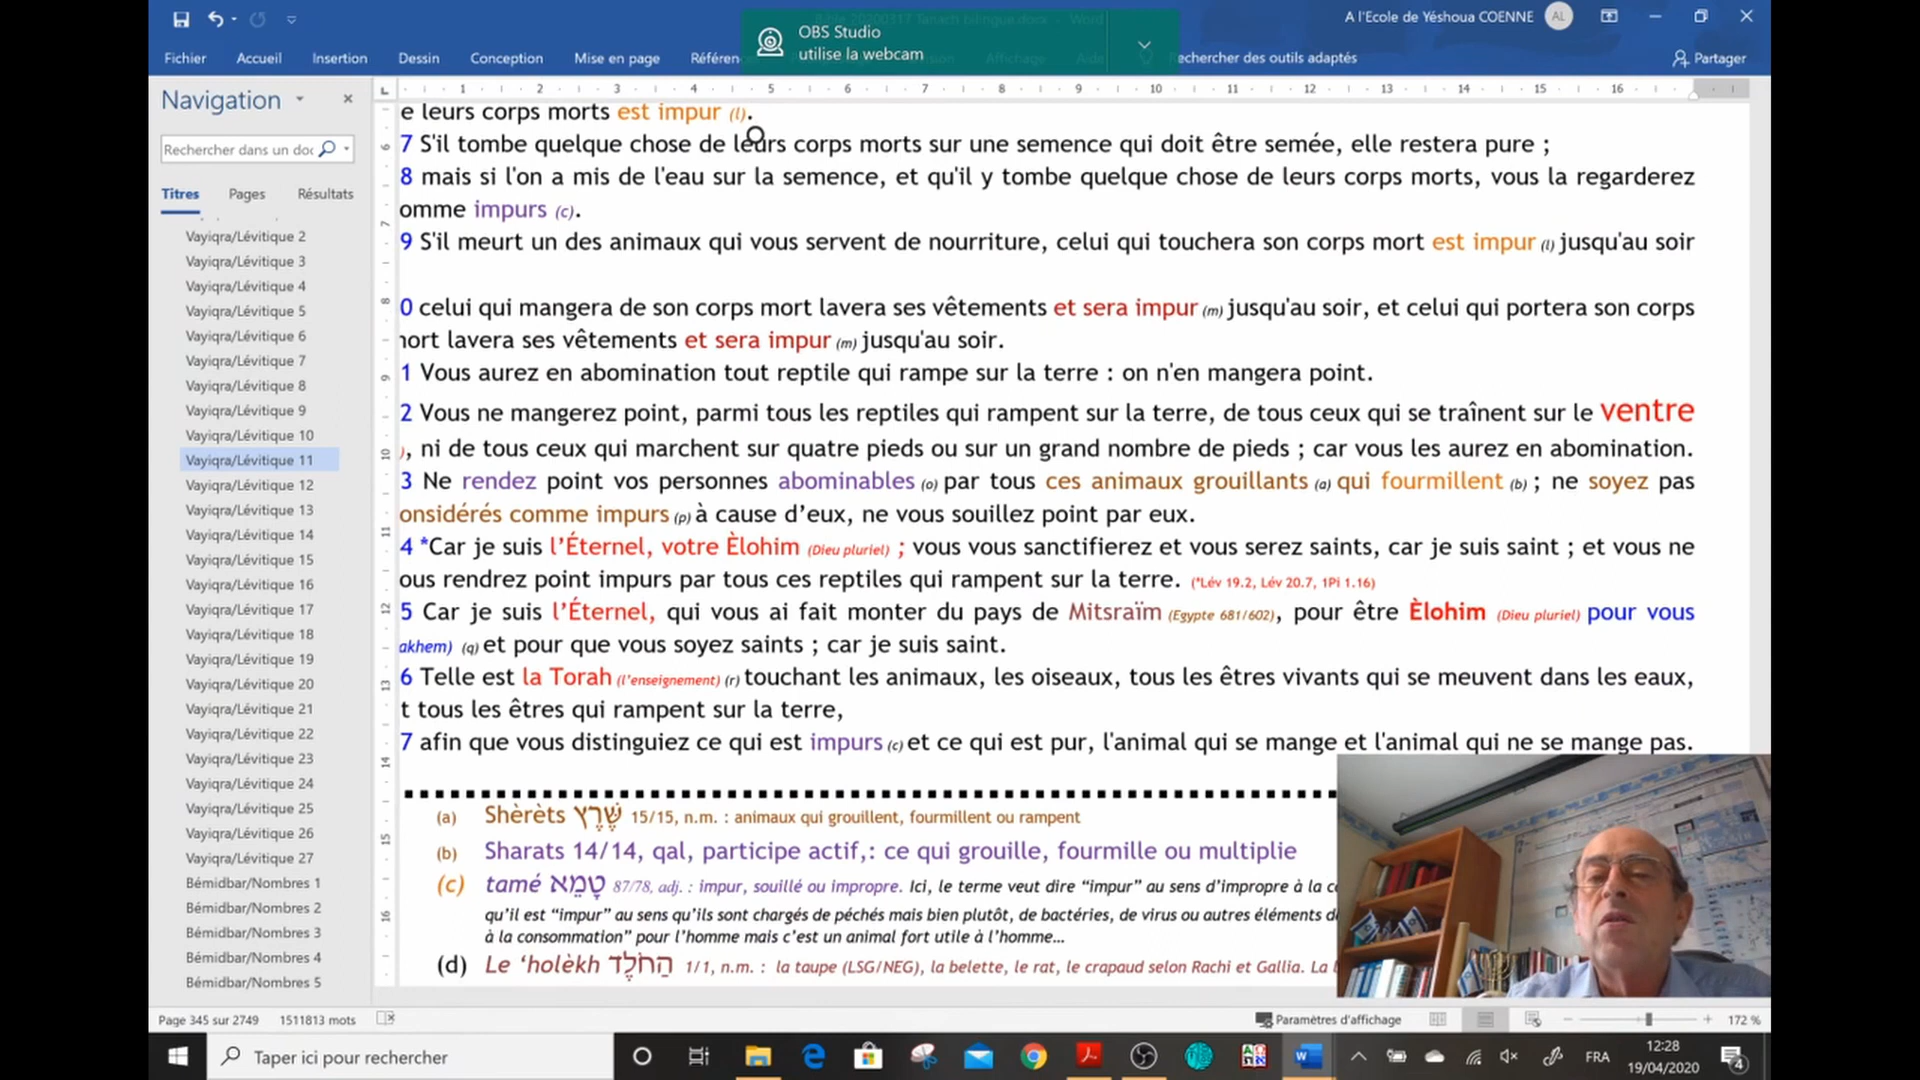 A l'Ecole de Yéshoua COENNE
AL
OBS Studio
utilise la webcam
Fichier
Accueil
Insertion
Dessin
Conception
Mise en page
Référen
Rechercher des outils adaptés
Partager
Navigation
Rechercher dans un doc
Titres
Pages
Résultats
Vayiqra/Lévitique 2
Vayiqra/Lévitique 3
Vayiqra/Lévitique 4
Vayiqra/Lévitique 5
Vayiqra/Lévitique 6
Vayiqra/Lévitique 7
Vayiqra/Lévitique 8
Vayiqra/Lévitique 9
Vayiqra/Lévitique 10
Vayiqra/Lévitique 11
Vayiqra/Lévitique 12
Vayiqra/Lévitique 13
Vayiqra/Lévitique 14
Vayiqra/Lévitique 15
Vayiqra/Lévitique 16
Vayiqra/Lévitique 17
Vayiqra/Lévitique 18
Vayiqra/Lévitique 19
Vayiqra/Lévitique 20
Vayiqra/Lévitique 21
Vayiqra/Lévitique 22
Vayiqra/Lévitique 23
Vayiqra/Lévitique 24
Vayiqra/Lévitique 25
Vayiqra/Lévitique 26
Vayiqra/Lévitique 27
Bémidbar/Nombres 1
Bémidbar/Nombres 2
Bémidbar/Nombres 3
Bémidbar/Nombres 4
Bémidbar/Nombres 5
1 2 3 4 5 6 7 8 9 10 11 12 13 14 15 16
e leurs corps morts est impur (l).
7 S'il tombe quelque chose de leurs corps morts sur une semence qui doit être semée, elle restera pure ;
8 mais si l'on a mis de l'eau sur la semence, et qu'il y tombe quelque chose de leurs corps morts, vous la regarderez
omme impurs (c).
9 S'il meurt un des animaux qui vous servent de nourriture, celui qui touchera son corps mort est impur (l) jusqu'au soir
0 celui qui mangera de son corps mort lavera ses vêtements et sera impur (m) jusqu'au soir, et celui qui portera son corps
nort lavera ses vêtements et sera impur (m) jusqu'au soir.
1 Vous aurez en abomination tout reptile qui rampe sur la terre : on n'en mangera point.
2 Vous ne mangerez point, parmi tous les reptiles qui rampent sur la terre, de tous ceux qui se traînent sur le ventre
), ni de tous ceux qui marchent sur quatre pieds ou sur un grand nombre de pieds ; car vous les aurez en abomination.
3 Ne rendez point vos personnes abominables (o) par tous ces animaux grouillants (a) qui fourmillent (b) ; ne soyez pas
onsidérés comme impurs (p) à cause d’eux, ne vous souillez point par eux.
4 *Car je suis l’Éternel, votre Èlohim (Dieu pluriel) ; vous vous sanctifierez et vous serez saints, car je suis saint ; et vous ne
ous rendrez point impurs par tous ces reptiles qui rampent sur la terre. (*Lév 19.2, Lév 20.7, 1Pi 1.16)
5 Car je suis l’Éternel, qui vous ai fait monter du pays de Mitsraïm (Egypte 681/602), pour être Èlohim (Dieu pluriel) pour vous
akhem) (q) et pour que vous soyez saints ; car je suis saint.
6 Telle est la Torah (l’enseignement) (r) touchant les animaux, les oiseaux, tous les êtres vivants qui se meuvent dans les eaux,
t tous les êtres qui rampent sur la terre,
7 afin que vous distinguiez ce qui est impurs (c) et ce qui est pur, l'animal qui se mange et l'animal qui ne se mange pas.
(a) Shèrèts שֶׁרֶץ 15/15, n.m. : animaux qui grouillent, fourmillent ou rampent
(b) Sharats 14/14, qal, participe actif,: ce qui grouille, fourmille ou multiplie
(c) tamé טָמֵא 87/78, adj. : impur, souillé ou impropre. Ici, le terme veut dire “impur” au sens d’impropre à la c
qu’il est “impur” au sens qu’ils sont chargés de péchés mais bien plutôt, de bactéries, de virus ou autres éléments d
à la consommation” pour l’homme mais c’est un animal fort utile à l’homme…
(d) Le ‘holèkh הַחֹלֶד 1/1, n.m. : la taupe (LSG/NEG), la belette, le rat, le crapaud selon Rachi et Gallia. La
Page 345 sur 2749
1511813 mots
Paramètres d'affichage
172 %
Taper ici pour rechercher
FRA
12:28
19/04/2020
4